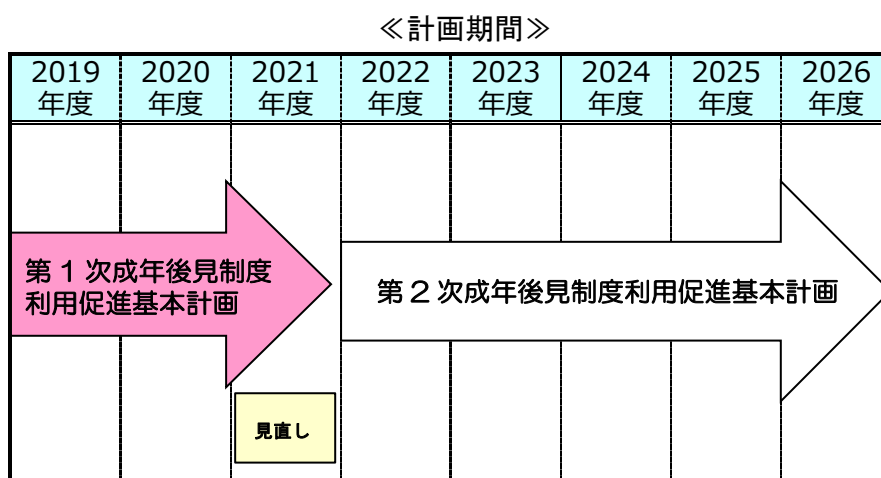 ≪計画期間≫
2019
年度
2020
年度
2021
年度
2022
年度
2023
年度
2024
年度
2025
年度
2026
年度
第1次成年後見制度
利用促進基本計画
第2次成年後見制度利用促進基本計画
見直し